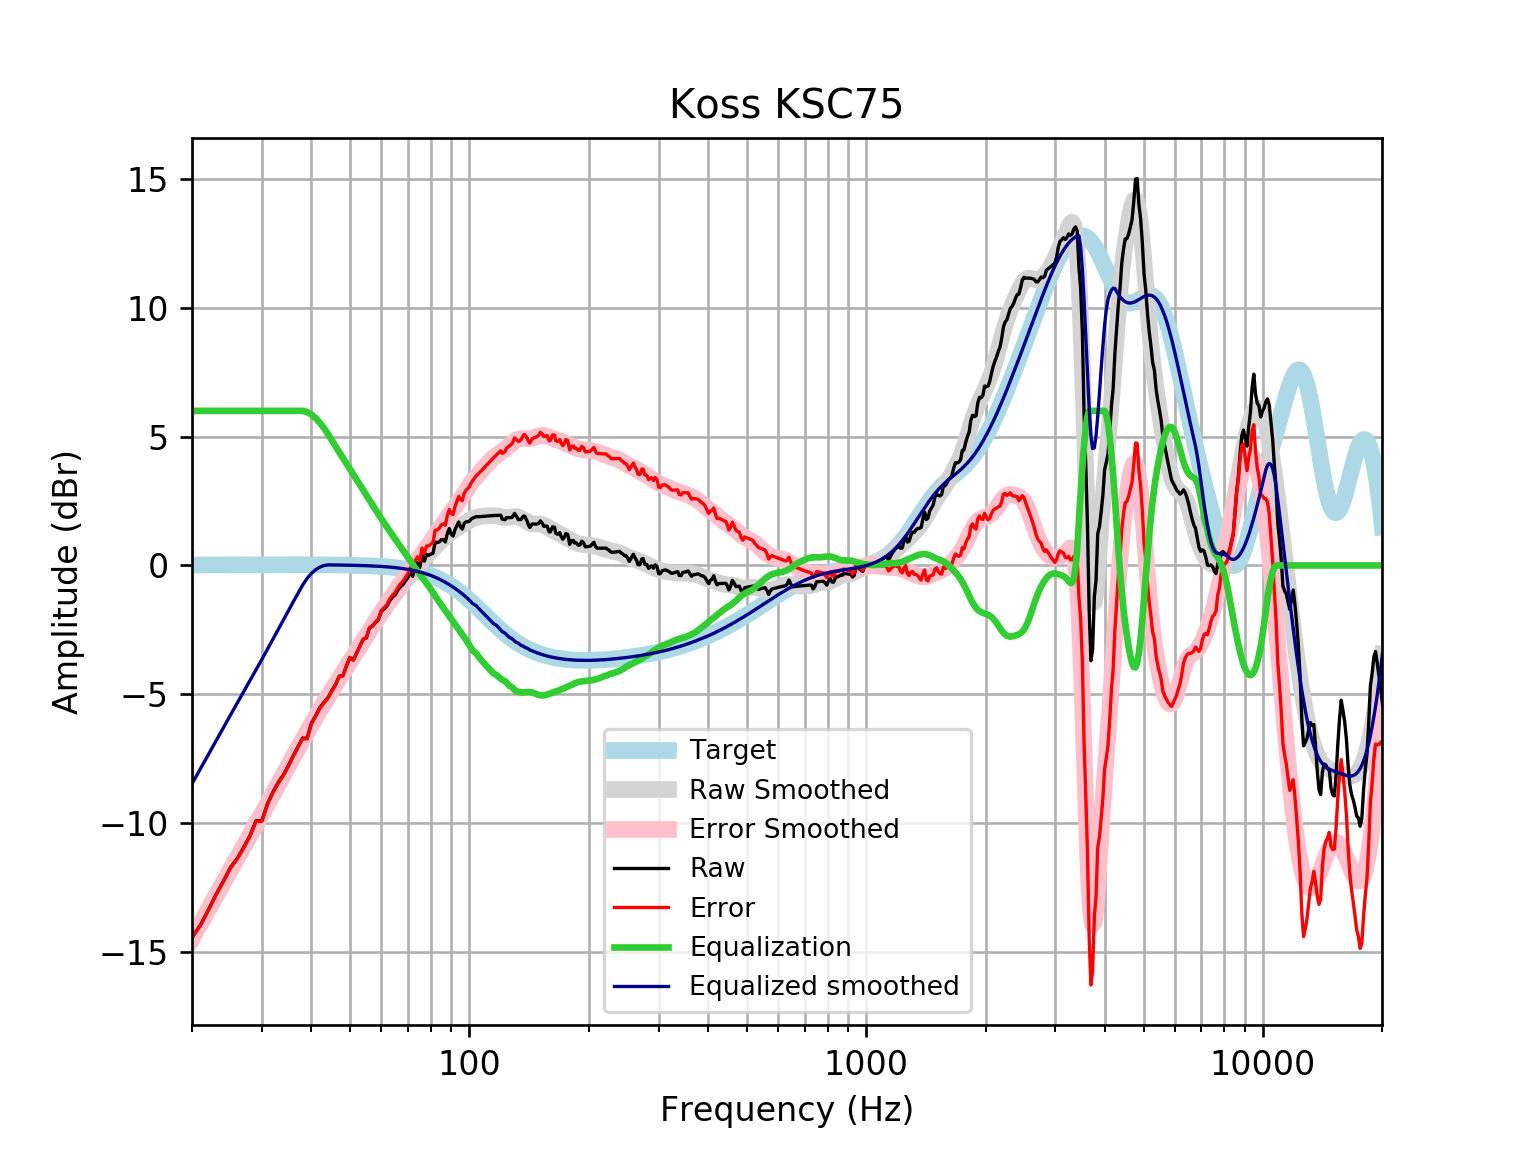 Koss KSC75
15
10
5
0
−5
−10
−15
Amplitude (dBr)
Target
Raw Smoothed
Error Smoothed
Raw
Error
Equalization
Equalized smoothed
100 1000 10000
Frequency (Hz)